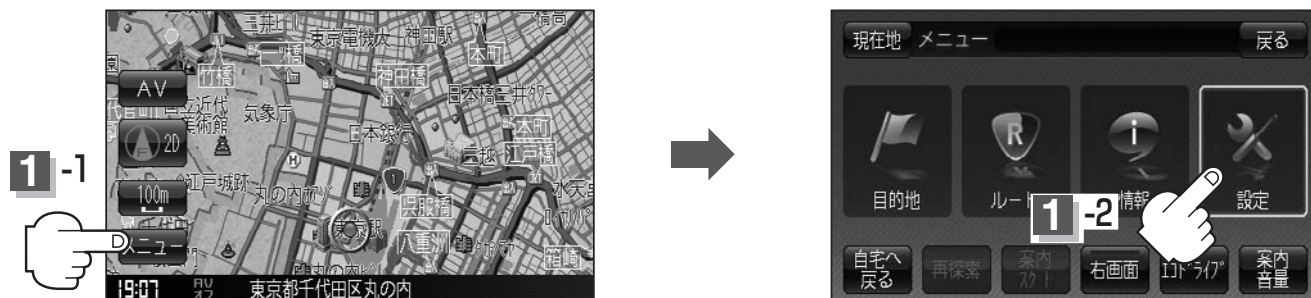 1 -1
三井ビル
東京電機大
神田駅
一ツ橋
本町
竹橋
神田橋
AV
気象庁
日本橋三井タワー
立近代
美術館
日本銀行
本町
2D
三越
江戸橋
江戸城跡
丸の内ホテル
100m
呉服橋
メニュー
東京駅
八重洲
箱崎
19:07
AV
オフ
東京都千代田区丸の内
現在地
メニュー
戻る
目的地
ルート
情報
設定
1 -2
自宅へ
戻る
再探索
案内
スタート
右画面
エコドライブ
案内
音量